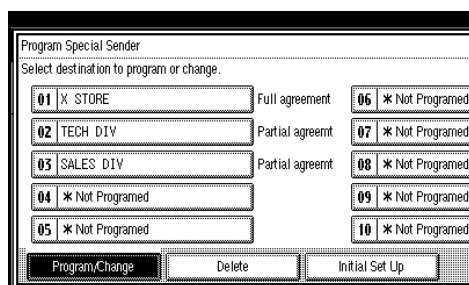 Program Special Sender
Select destination to program or change.
01 X STORE Full agreement 06 * Not Programed
02 TECH DIV Partial agreemt 07 * Not Programed
03 SALES DIV Partial agreemt 08 * Not Programed
04 * Not Programed 09 * Not Programed
05 * Not Programed 10 * Not Programed
Program/Change Delete Initial Set Up